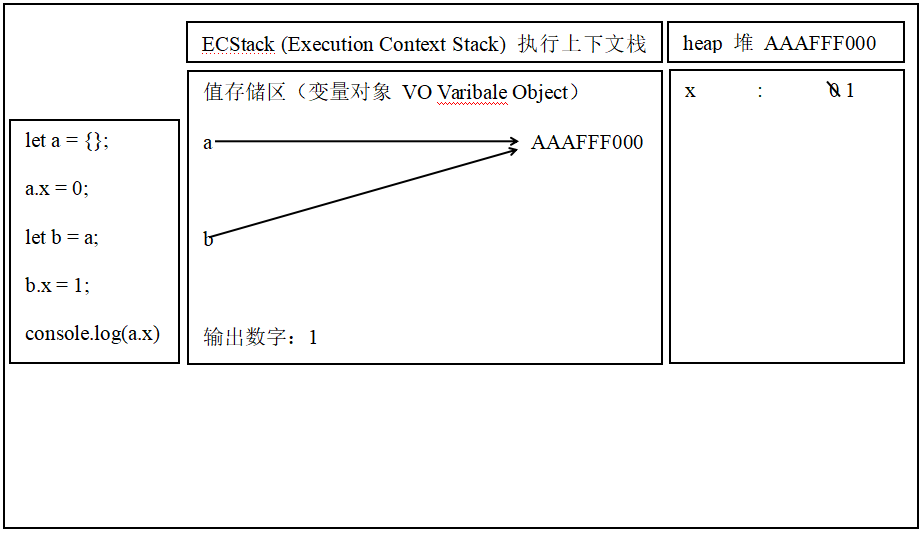 ECStack (Execution Context Stack) 执行上下文栈
heap 堆 AAAFFF000
值存储区（变量对象 VO Varibale Object）
x : 0 1
let a = {};
a AAAFFF000
a.x = 0;
let b = a;
b
b.x = 1;
console.log(a.x)
输出数字：1